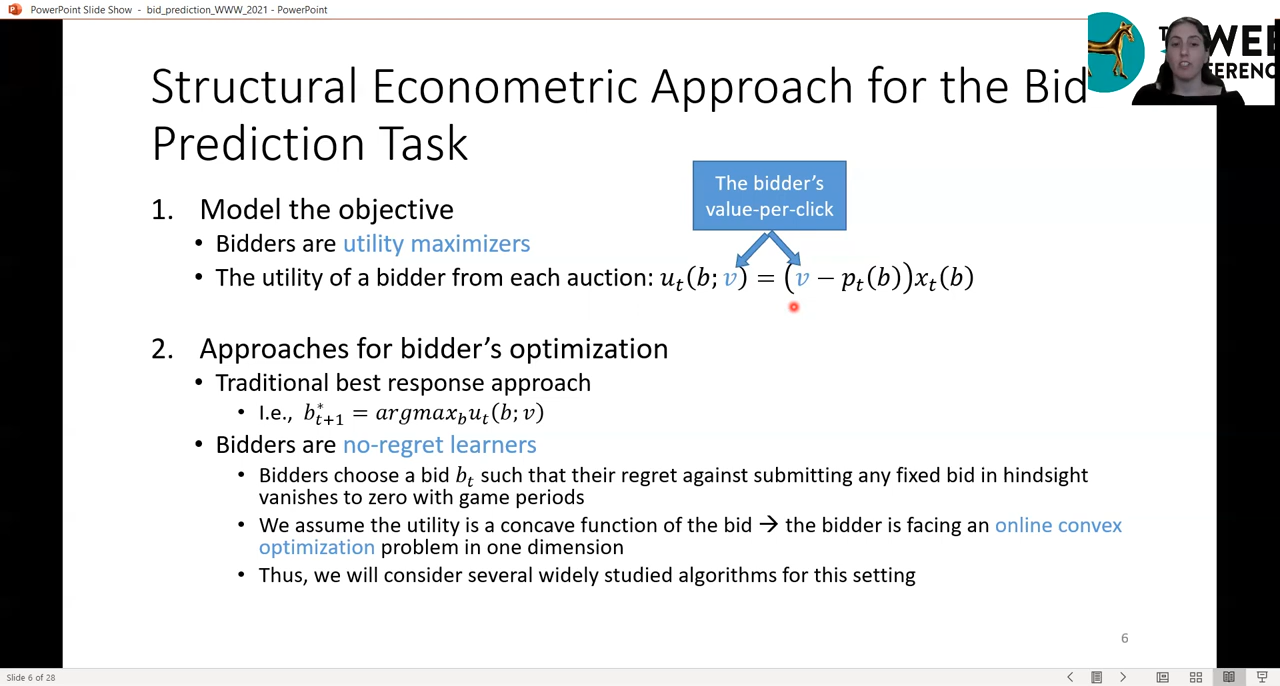 PowerPoint Slide Show - bid_prediction_WWW_2021 - PowerPoint
Structural Econometric Approach for the Bid
Prediction Task
The bidder's
value-per-click
1. Model the objective
• Bidders are utility maximizers
• The utility of a bidder from each auction: uₜ(b; v) = (v − pₜ(b))xₜ(b)
2. Approaches for bidder's optimization
• Traditional best response approach
• I.e., b*ₜ₊₁ = argmax_b uₜ(b; v)
• Bidders are no-regret learners
• Bidders choose a bid bₜ such that their regret against submitting any fixed bid in hindsight
vanishes to zero with game periods
• We assume the utility is a concave function of the bid → the bidder is facing an online convex
optimization problem in one dimension
• Thus, we will consider several widely studied algorithms for this setting
6
Slide 6 of 28